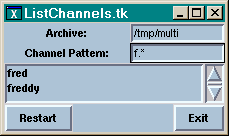 X ListChannels.tk
Archive: /tmp/multi
Channel Pattern: f.*
fred
freddy
Restart Exit